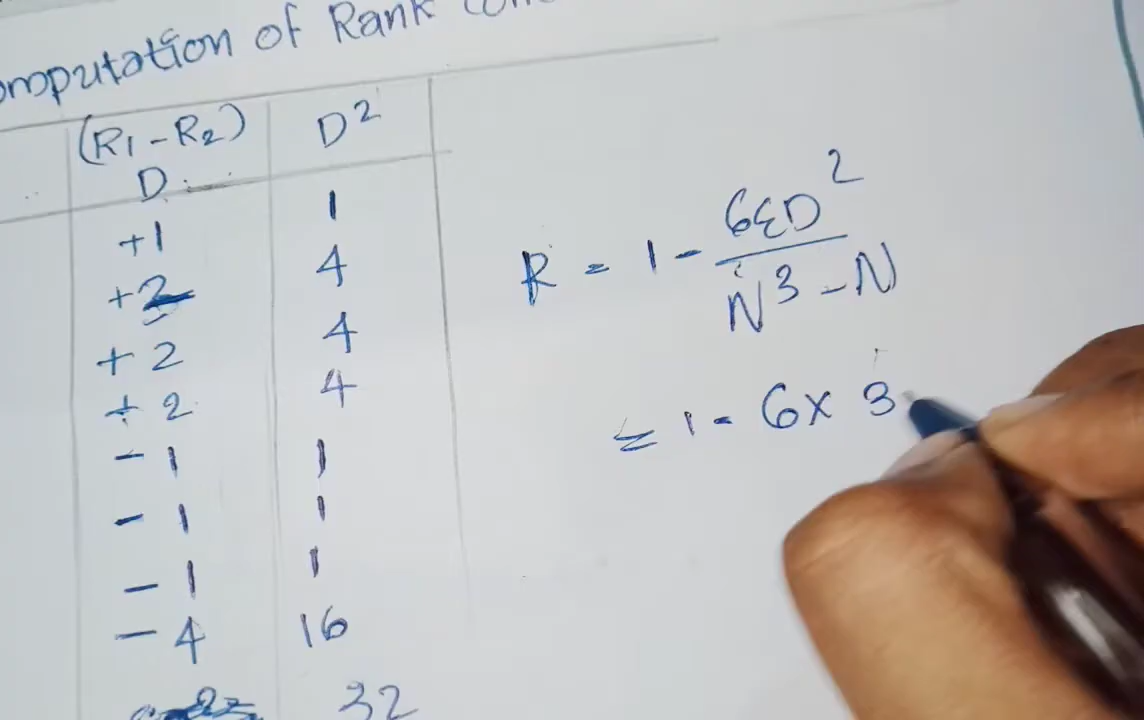 omputation of Rank
(R1-R2) D D²
+1 1
+2 4
+2 4
+2 4
-1 1
-1 1
-1 1
-4 16
32
R = 1 - 6ΣD² / N³ - N
= 1 - 6x 3